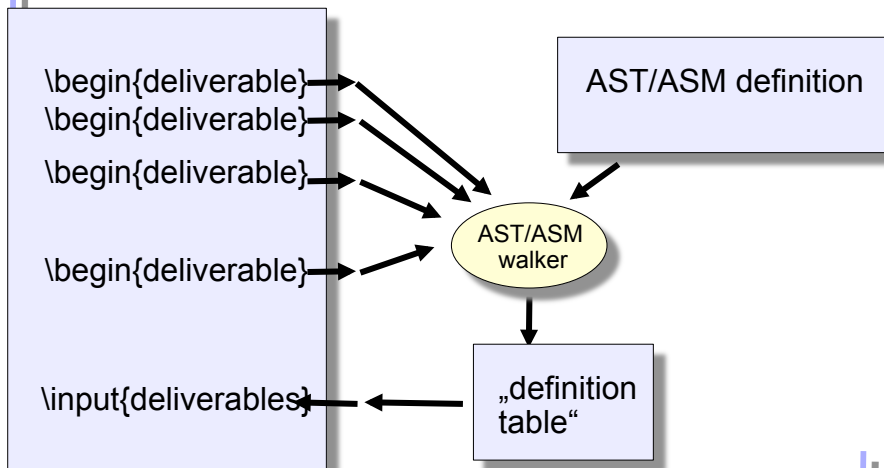 \begin{deliverable}
\begin{deliverable}
\begin{deliverable}
\begin{deliverable}
\input{deliverables}
AST/ASM definition
AST/ASM
walker
„definition
table“